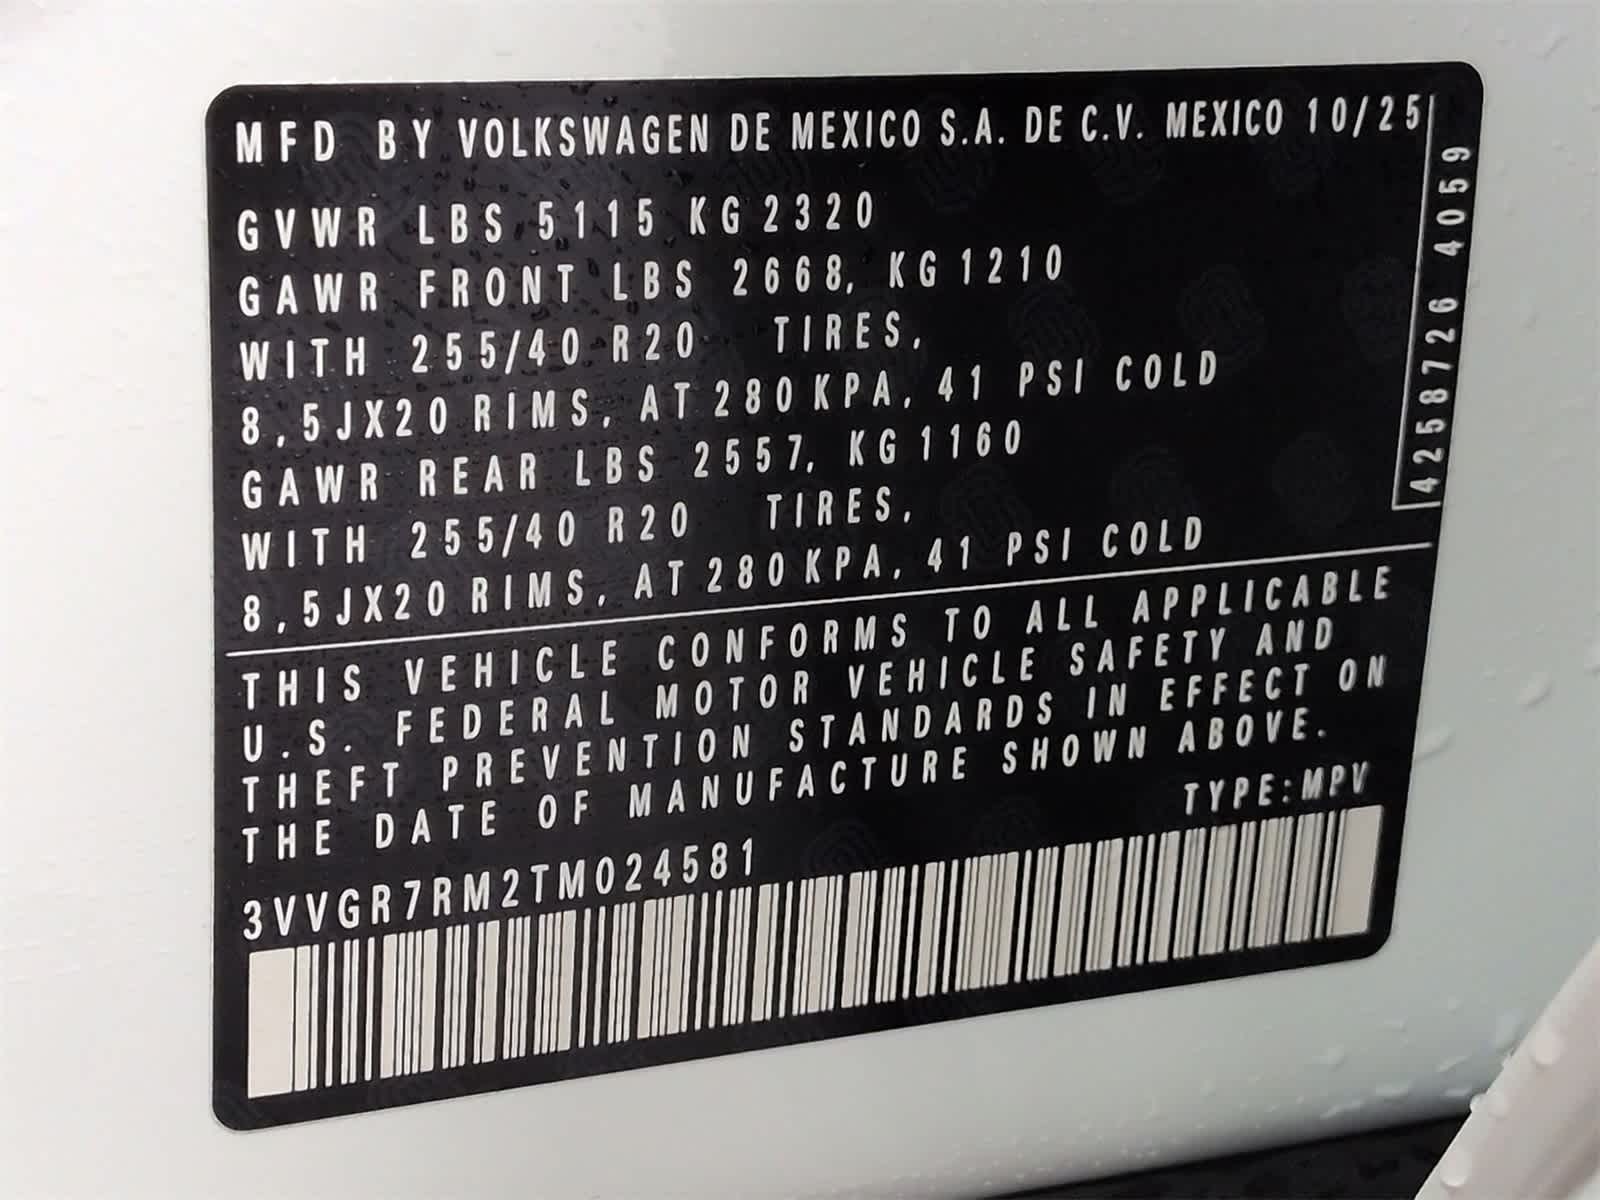 MFD BY VOLKSWAGEN DE MEXICO S.A. DE C.V. MEXICO 10/25
GVWR LBS 5115 KG 2320
GAWR FRONT LBS 2668, KG 1210
WITH 255/40 R20 TIRES,
8,5JX20 RIMS, AT 280 KPA, 41 PSI COLD
GAWR REAR LBS 2557, KG 1160
WITH 255/40 R20 TIRES,
8,5JX20 RIMS, AT 280 KPA, 41 PSI COLD
4258726 4059
THIS VEHICLE CONFORMS TO ALL APPLICABLE
U.S. FEDERAL MOTOR VEHICLE SAFETY AND
THEFT PREVENTION STANDARDS IN EFFECT ON
THE DATE OF MANUFACTURE SHOWN ABOVE.
TYPE:MPV
3VVGR7RM2TM024581